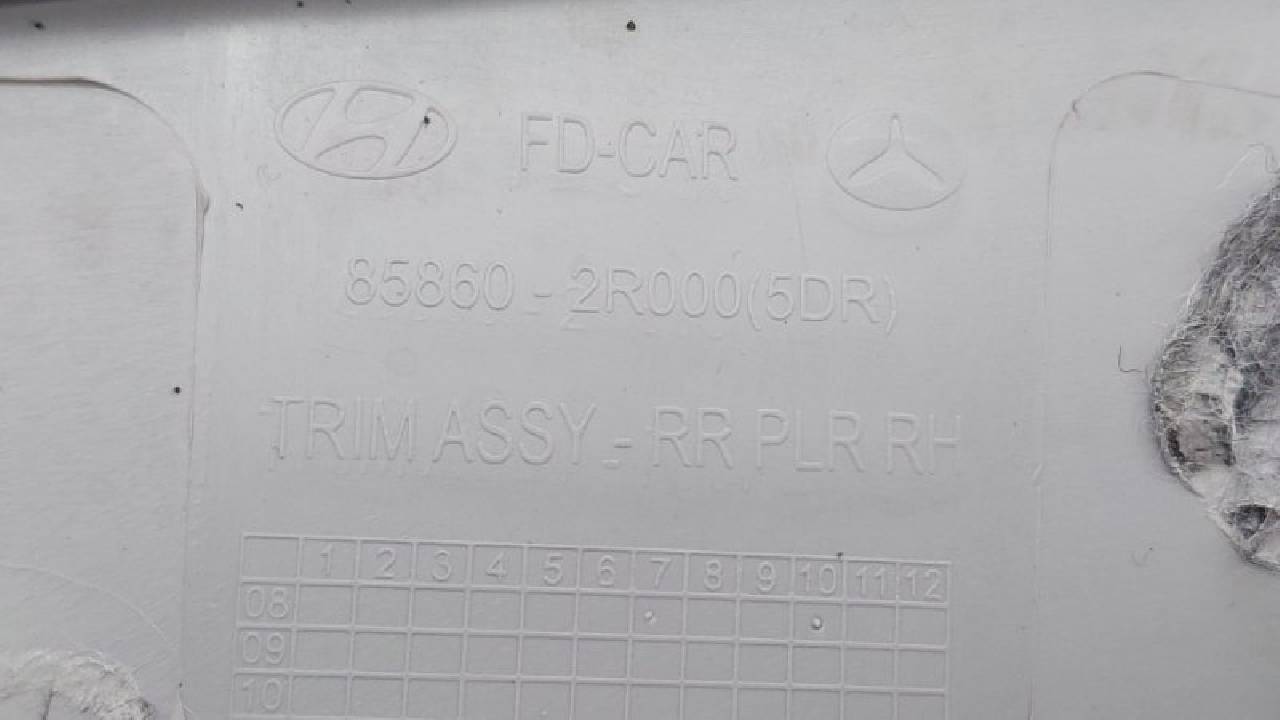 FD-CAR
85860-2R000(5DR)
TRIM ASSY-RR PLR RH
1 2 3 4 5 6 7 8 9 10 11 12
08
09
10